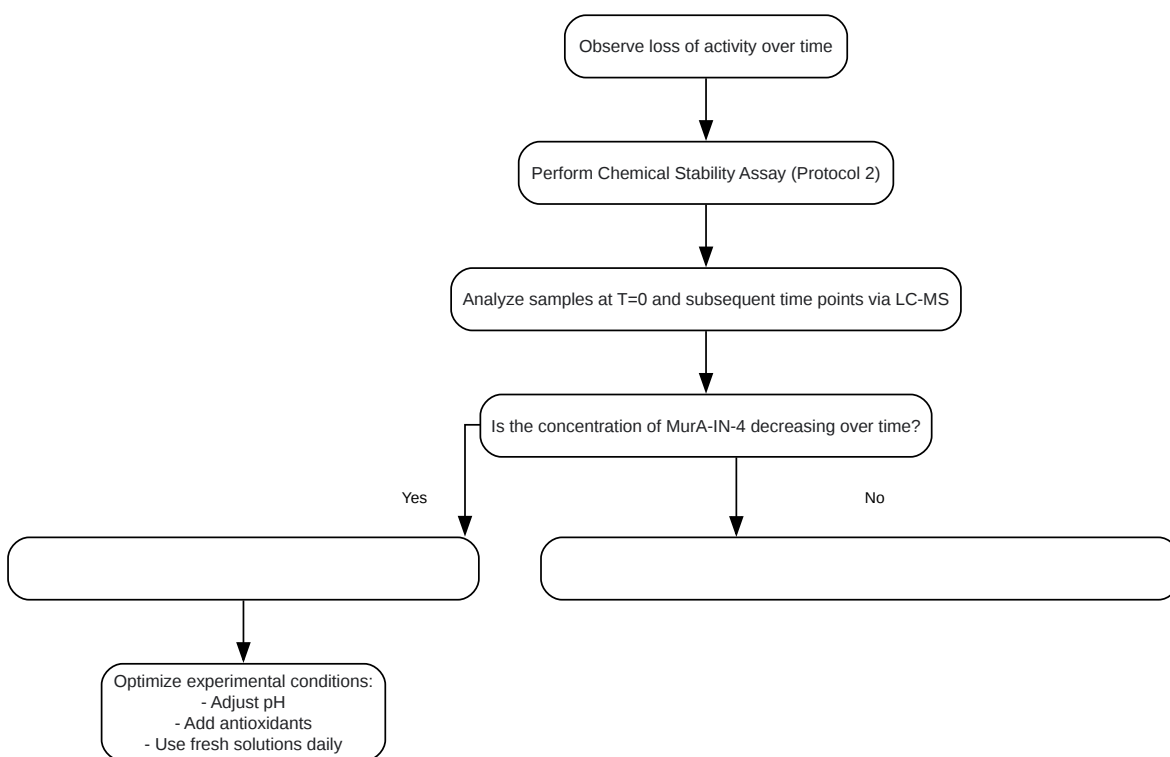 Observe loss of activity over time
Perform Chemical Stability Assay (Protocol 2)
Analyze samples at T=0 and subsequent time points via LC-MS
Is the concentration of MurA-IN-4 decreasing over time?
Yes
No
Optimize experimental conditions:
- Adjust pH
- Add antioxidants
- Use fresh solutions daily